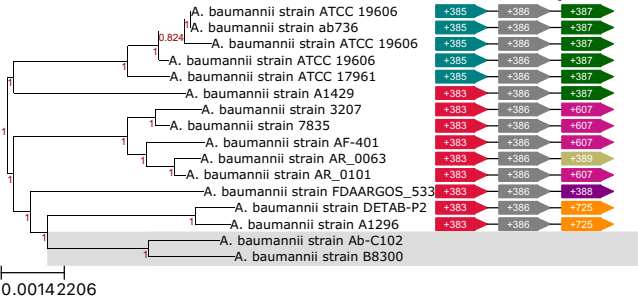 A. baumannii strain ATCC 19606 +385 +386 +387
1
A. baumannii strain ab736 +385 +386 +387
0.824
A. baumannii strain ATCC 19606 +385 +386 +387
1
A. baumannii strain ATCC 19606 +385 +386 +387
1
A. baumannii strain ATCC 17961 +385 +386 +387
1
A. baumannii strain A1429 +383 +386 +387
A. baumannii strain 3207 +383 +386 +607
1
A. baumannii strain 7835 +383 +386 +607
1
1
A. baumannii strain AF-401 +383 +386 +607
1
A. baumannii strain AR_0063 +383 +386 +389
1
A. baumannii strain AR_0101 +383 +386 +607
1
A. baumannii strain FDAARGOS_533 +383 +386 +388
A. baumannii strain DETAB-P2 +383 +386 +725
1
1
A. baumannii strain A1296 +383 +386 +725
1
A. baumannii strain Ab-C102
1
A. baumannii strain B8300
0.00142206